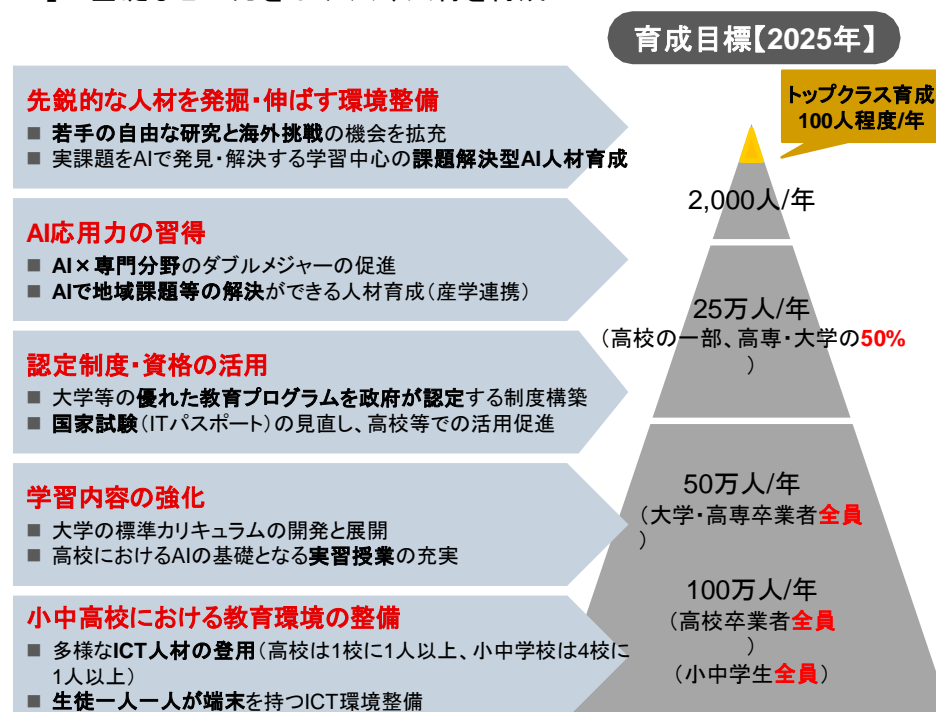 育成目標【2025年】
先鋭的な人材を発掘・伸ばす環境整備
■ 若手の自由な研究と海外挑戦の機会を拡充
■ 実課題をAIで発見・解決する学習中心の課題解決型AI人材育成
AI応用力の習得
■ AI×専門分野のダブルメジャーの促進
■ AIで地域課題等の解決ができる人材育成（産学連携）
認定制度・資格の活用
■ 大学等の優れた教育プログラムを政府が認定する制度構築
■ 国家試験（ITパスポート）の見直し、高校等での活用促進
学習内容の強化
■ 大学の標準カリキュラムの開発と展開
■ 高校におけるAIの基礎となる実習授業の充実
小中高校における教育環境の整備
■ 多様なICT人材の登用（高校は1校に1人以上、小中学校は4校に
1人以上）
■ 生徒一人一人が端末を持つICT環境整備
トップクラス育成
100人程度/年
2,000人/年
25万人/年
（高校の一部、高専・大学の50%
）
50万人/年
（大学・高専卒業者全員
）
100万人/年
（高校卒業者全員
）
（小中学生全員）